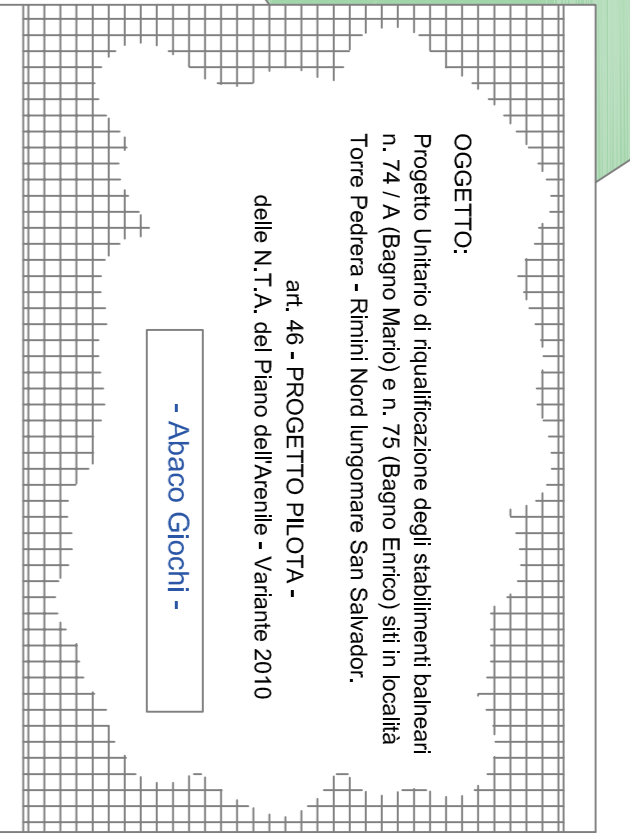 OGGETTO:
Progetto Unitario di riqualificazione degli stabilimenti balneari
n. 74 / A (Bagno Mario) e n. 75 (Bagno Enrico) siti in località
Torre Pedrera - Rimini Nord lungomare San Salvador.
art. 46 - PROGETTO PILOTA -
delle N.T.A. del Piano dell'Arenile - Variante 2010
- Abaco Giochi -